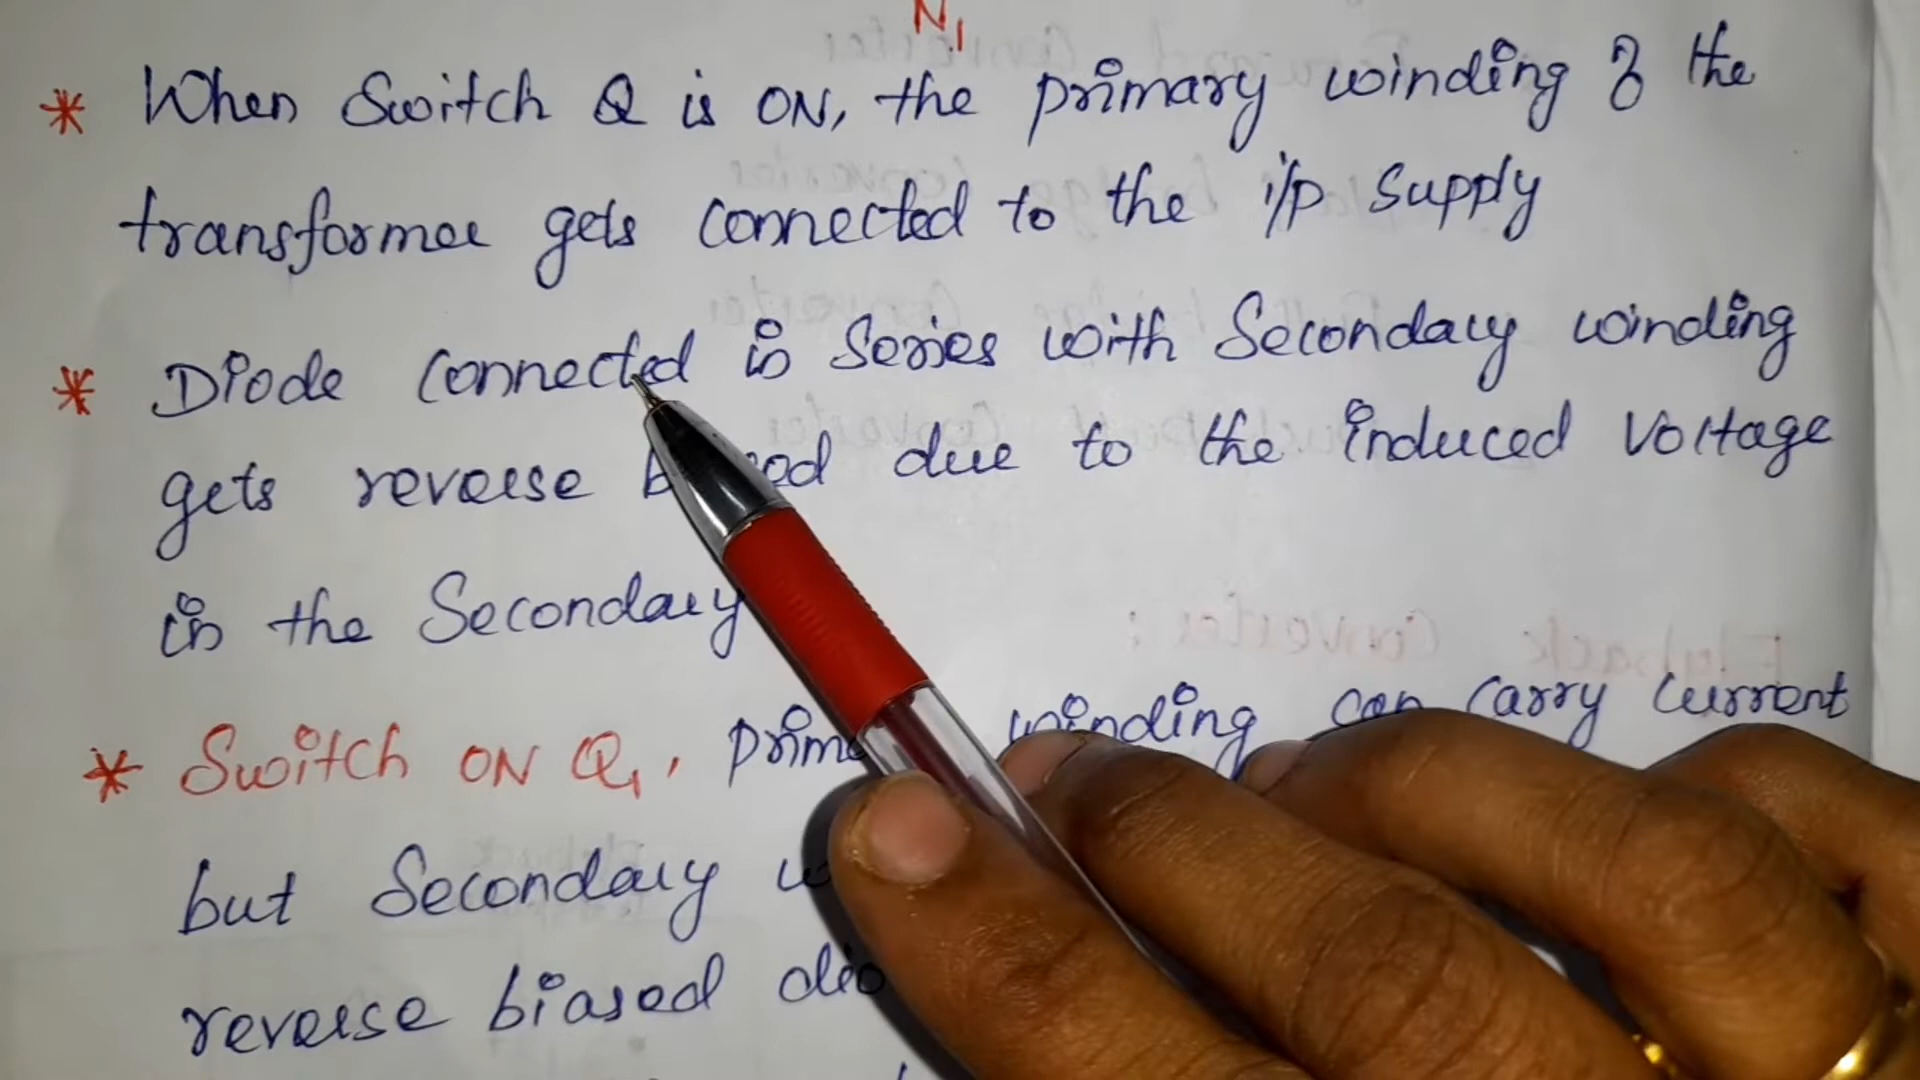 N1
* When Switch Q is ON, the primary winding of the
transformer gets connected to the i/p Supply
* Diode connected in Series with Secondary winding
gets reverse due to the induced Voltage
in the Secondary
* Switch ON Q1, winding can carry current
but Secondary
reverse biased